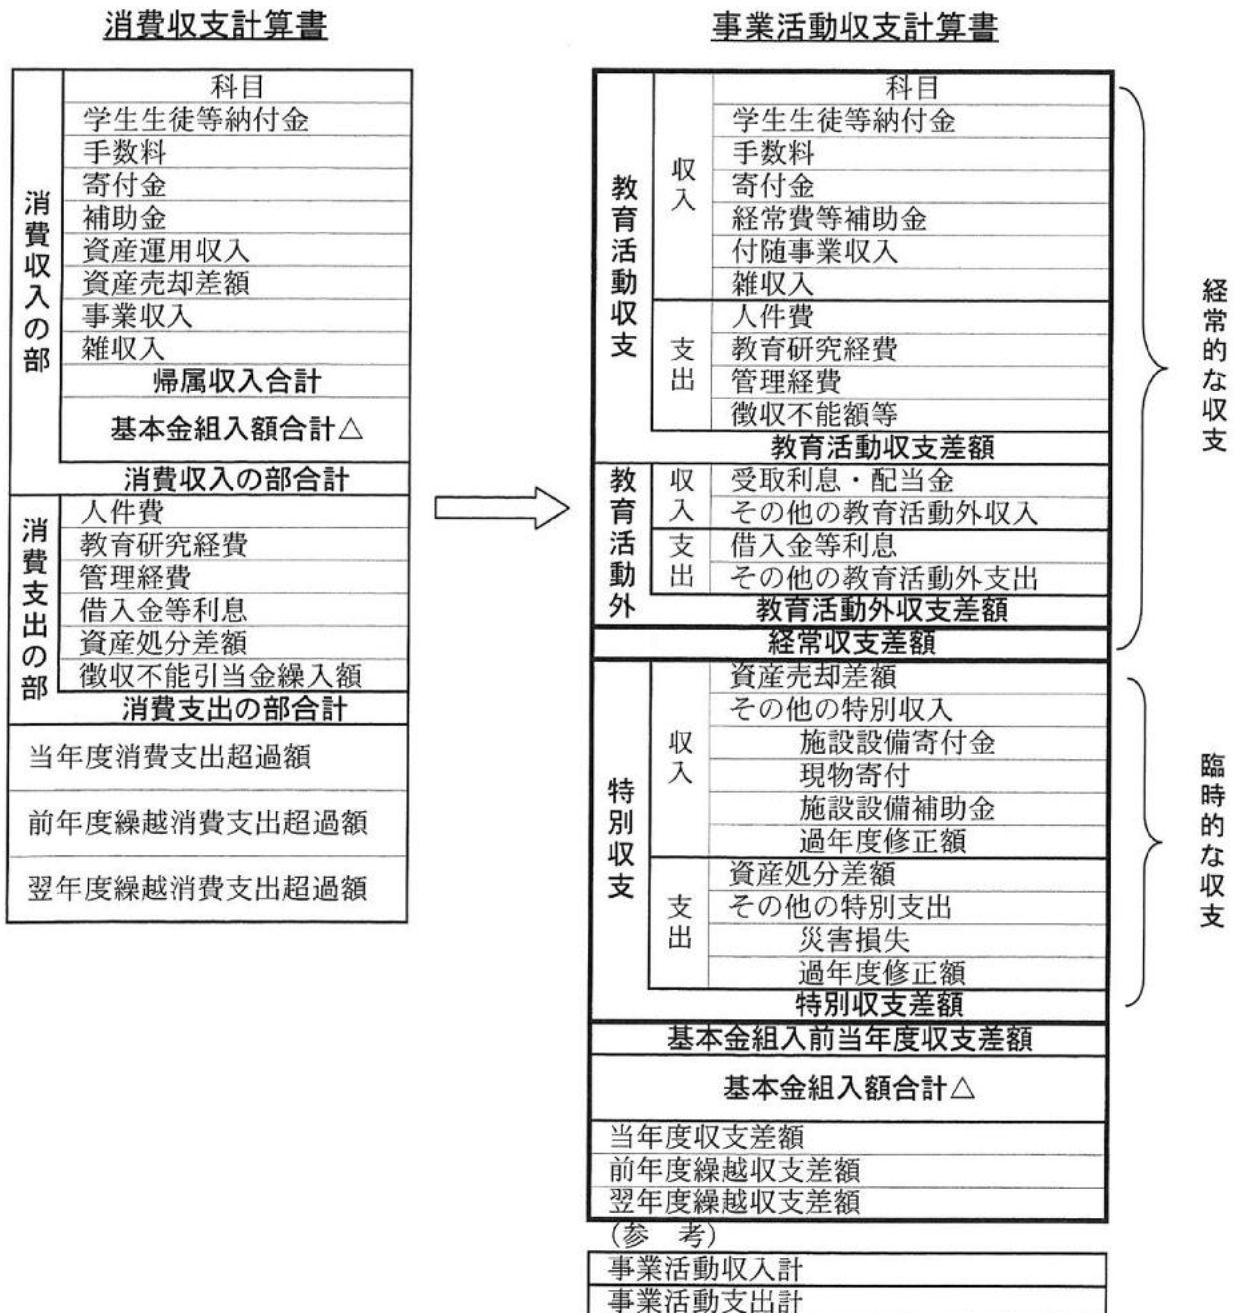 消費収支計算書
消費収入の部
科目
学生生徒等納付金
手数料
寄付金
補助金
資産運用収入
資産売却差額
事業収入
雑収入
帰属収入合計
基本金組入額合計△
消費収入の部合計
消費支出の部
人件費
教育研究経費
管理経費
借入金等利息
資産処分差額
徴収不能引当金繰入額
消費支出の部合計
当年度消費支出超過額
前年度繰越消費支出超過額
翌年度繰越消費支出超過額
事業活動収支計算書
教育活動収支
収入
科目
学生生徒等納付金
手数料
寄付金
経常費等補助金
付随事業収入
雑収入
支出
人件費
教育研究経費
管理経費
徴収不能額等
教育活動収支差額
教育活動外
収入
受取利息・配当金
その他の教育活動外収入
支出
借入金等利息
その他の教育活動外支出
教育活動外収支差額
経常収支差額
経常的な収支
特別収支
収入
資産売却差額
その他の特別収入
施設設備寄付金
現物寄付
施設設備補助金
過年度修正額
支出
資産処分差額
その他の特別支出
災害損失
過年度修正額
特別収支差額
臨時的な収支
基本金組入前当年度収支差額
基本金組入額合計△
当年度収支差額
前年度繰越収支差額
翌年度繰越収支差額
(参　考)
事業活動収入計
事業活動支出計